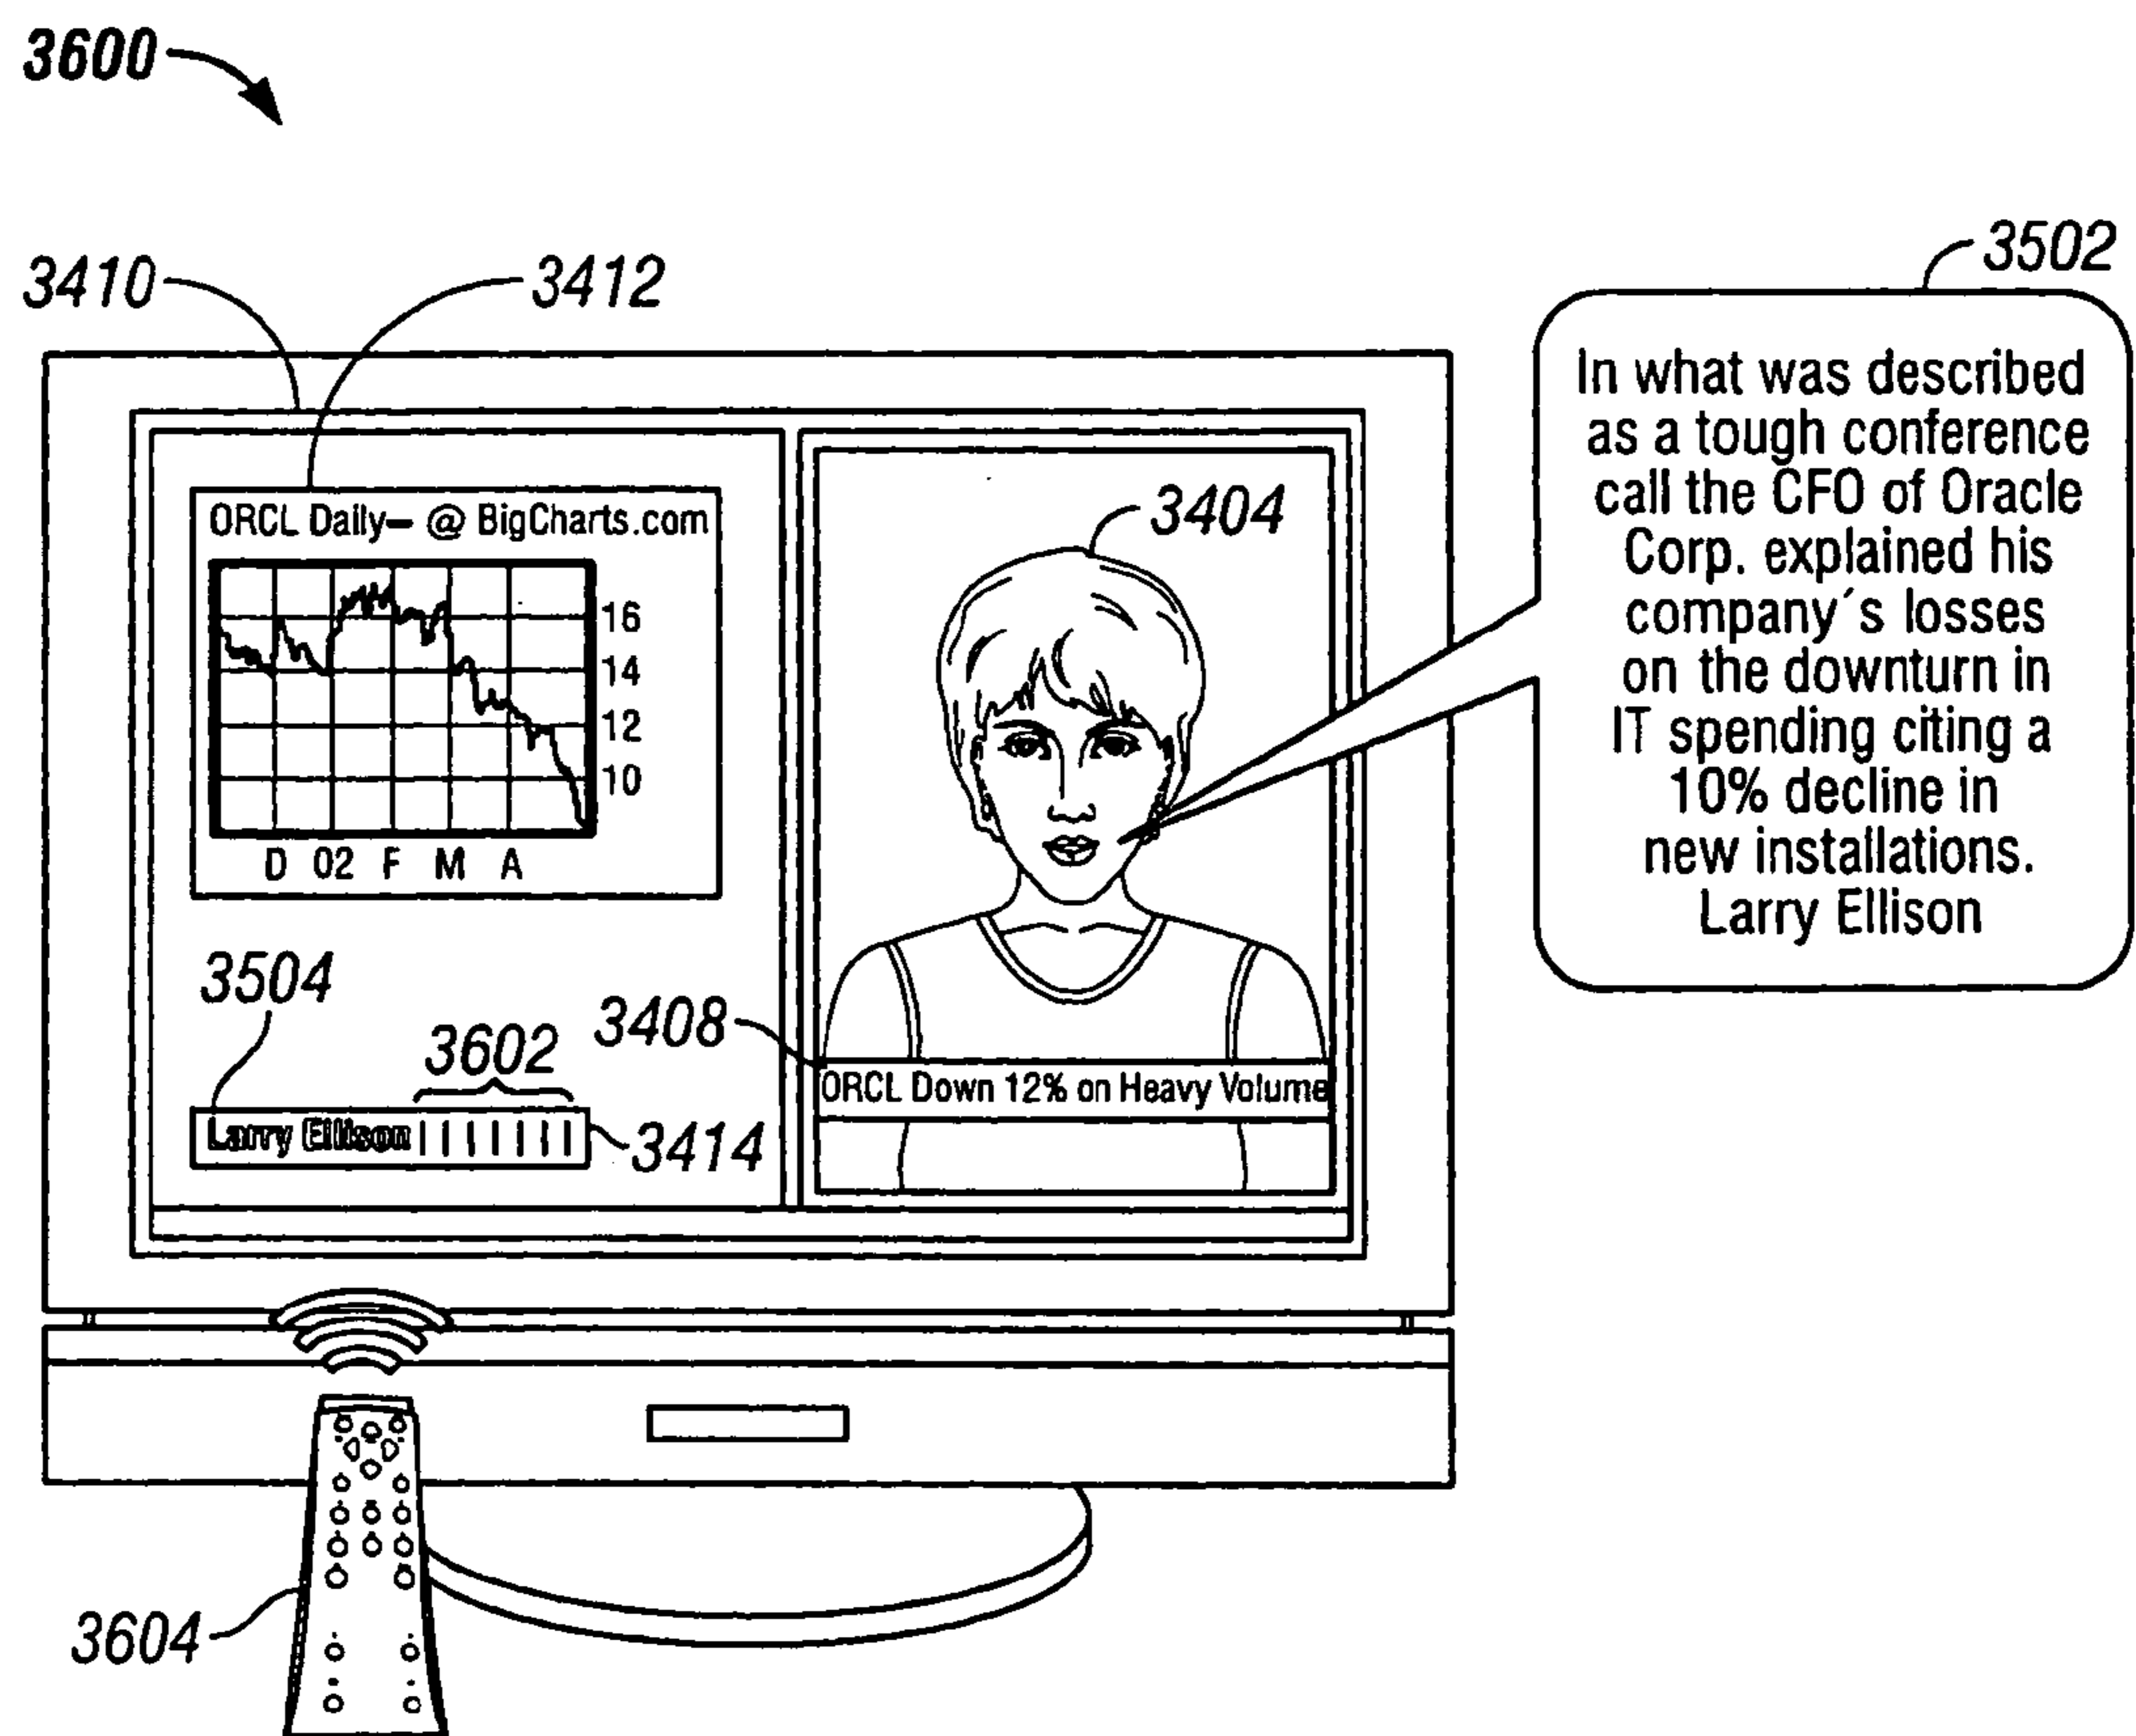 3600
3410
3412
3502
In what was described
as a tough conference
call the CFO of Oracle
Corp. explained his
company´s losses
on the downturn in
IT spending citing a
10% decline in
new installations.
Larry Ellison
ORCL Daily– @ BigCharts.com
16
14
12
10
D 02 F M A
3404
3504
3602
3408
ORCL Down 12% on Heavy Volume
Larry Ellison
3414
3604